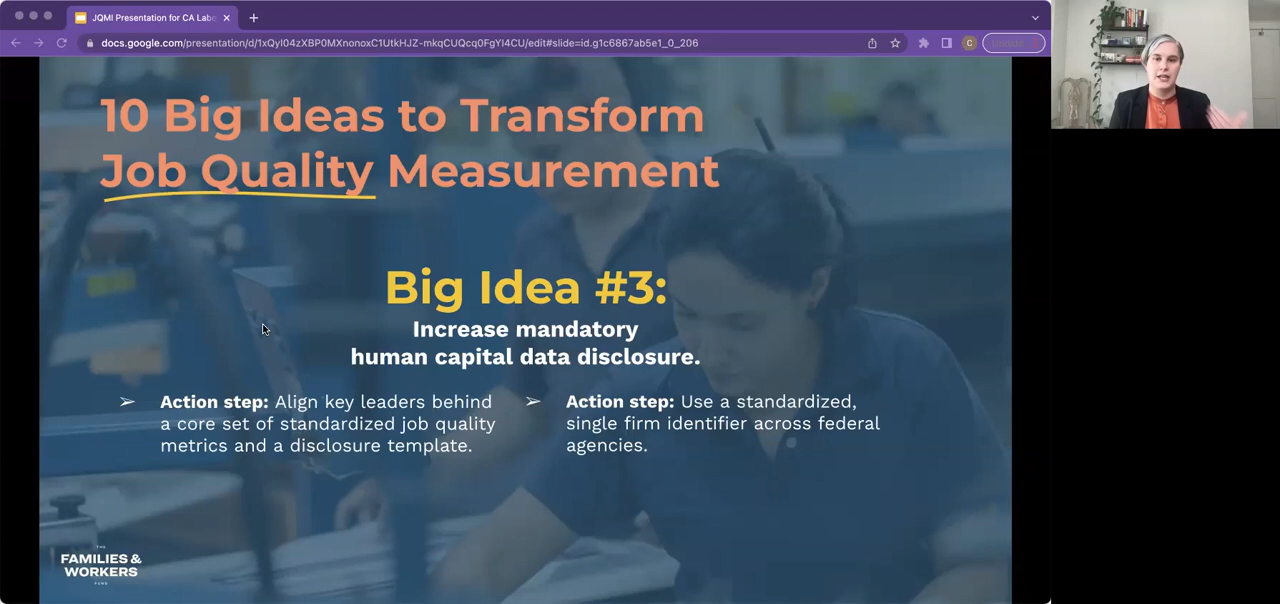 JQMI Presentation for CA Labo
docs.google.com/presentation/d/1xQyI04zXBP0MXnonoxC1UtkHJZ-mkqCUQcq0FgYI4CU/edit#slide=id.g1c6867ab5e1_0_206
C
Update
10 Big Ideas to Transform
Job Quality Measurement
Big Idea #3:
Increase mandatory
human capital data disclosure.
➢ Action step: Align key leaders behind
a core set of standardized job quality
metrics and a disclosure template.
➢ Action step: Use a standardized,
single firm identifier across federal
agencies.
THE
FAMILIES &
WORKERS
FUND